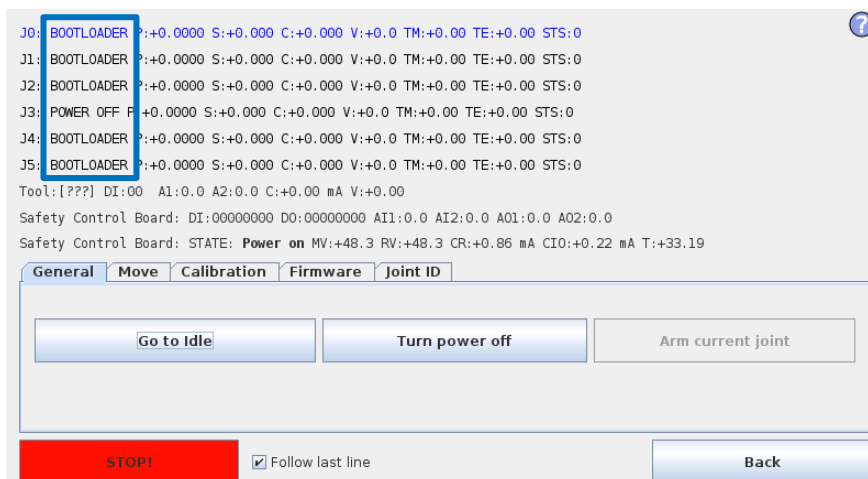 J0: BOOTLOADER P:+0.0000 S:+0.000 C:+0.000 V:+0.0 TM:+0.00 TE:+0.00 STS:0
J1: BOOTLOADER P:+0.0000 S:+0.000 C:+0.000 V:+0.0 TM:+0.00 TE:+0.00 STS:0
J2: BOOTLOADER P:+0.0000 S:+0.000 C:+0.000 V:+0.0 TM:+0.00 TE:+0.00 STS:0
J3: POWER OFF P:+0.0000 S:+0.000 C:+0.000 V:+0.0 TM:+0.00 TE:+0.00 STS:0
J4: BOOTLOADER P:+0.0000 S:+0.000 C:+0.000 V:+0.0 TM:+0.00 TE:+0.00 STS:0
J5: BOOTLOADER P:+0.0000 S:+0.000 C:+0.000 V:+0.0 TM:+0.00 TE:+0.00 STS:0
Tool:[???] DI:00 A1:0.0 A2:0.0 C:+0.00 mA V:+0.00
Safety Control Board: DI:00000000 DO:00000000 AI1:0.0 AI2:0.0 AO1:0.0 AO2:0.0
Safety Control Board: STATE: Power on MV:+48.3 RV:+48.3 CR:+0.86 mA CIO:+0.22 mA T:+33.19
General Move Calibration Firmware Joint ID
Go to Idle Turn power off Arm current joint
STOP! Follow last line Back
?